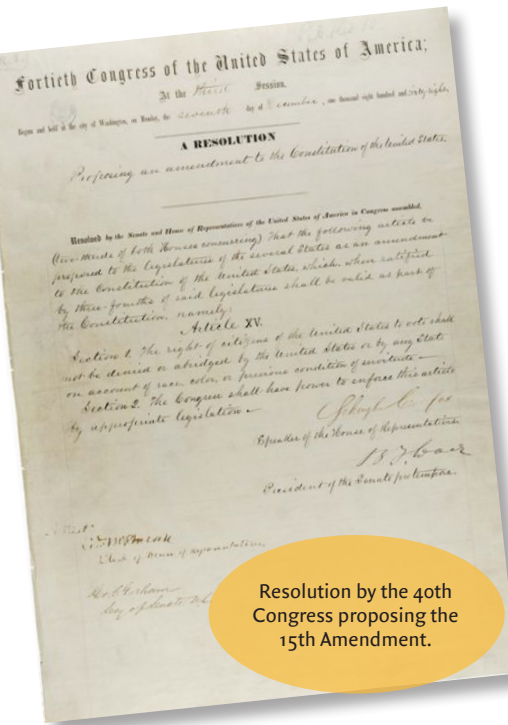 Fortieth Congress of the United States of America;
At the third Session,
Begun and held at the city of Washington, on Monday, the seventh day of December, one thousand eight hundred and sixty-eight
A RESOLUTION
Proposing an amendment to the Constitution of the United States.
Resolved by the Senate and House of Representatives of the United States of America in Congress assembled,
(two-thirds of both Houses concurring) That the following article be
proposed to the legislatures of the several States as an amendment
to the Constitution of the United States, which, when ratified
by three-fourths of said legislatures shall be valid as part of
the Constitution, namely:
Article XV.
Section 1. The right of citizens of the United States to vote shall
not be denied or abridged by the United States or by any State
on account of race, color, or previous condition of servitude—
Section 2. The Congress shall have power to enforce this article
by appropriate legislation—
Speaker of the House of Representatives.
President of the Senate pro tempore.
Attest
Clerk of House of Representatives.
Secy of Senate
Resolution by the 40th
Congress proposing the
15th Amendment.